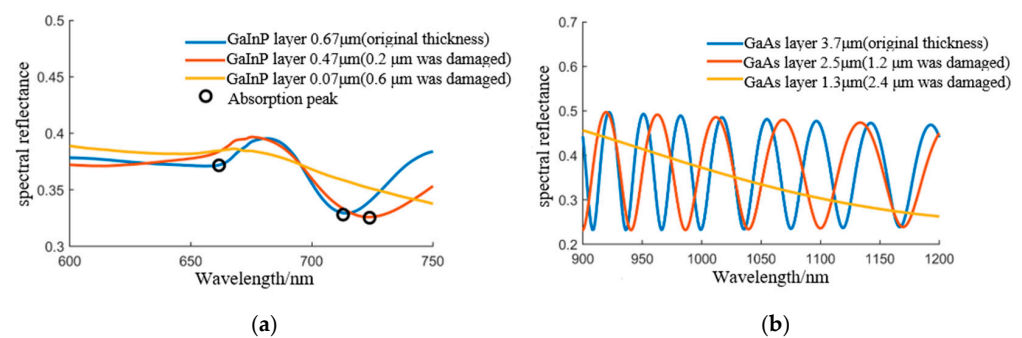 0.5
0.45
0.4
0.35
0.3
600
650
700
750
spectral reflectance
Wavelength/nm
GaInP layer 0.67μm(original thickness)
GaInP layer 0.47μm(0.2 μm was damaged)
GaInP layer 0.07μm(0.6 μm was damaged)
Absorption peak
(a)
0.7
0.6
0.5
0.4
0.3
0.2
900
950
1000
1050
1100
1150
1200
spectral reflectance
Wavelength/nm
GaAs layer 3.7μm(original thickness)
GaAs layer 2.5μm(1.2 μm was damaged)
GaAs layer 1.3μm(2.4 μm was damaged)
(b)